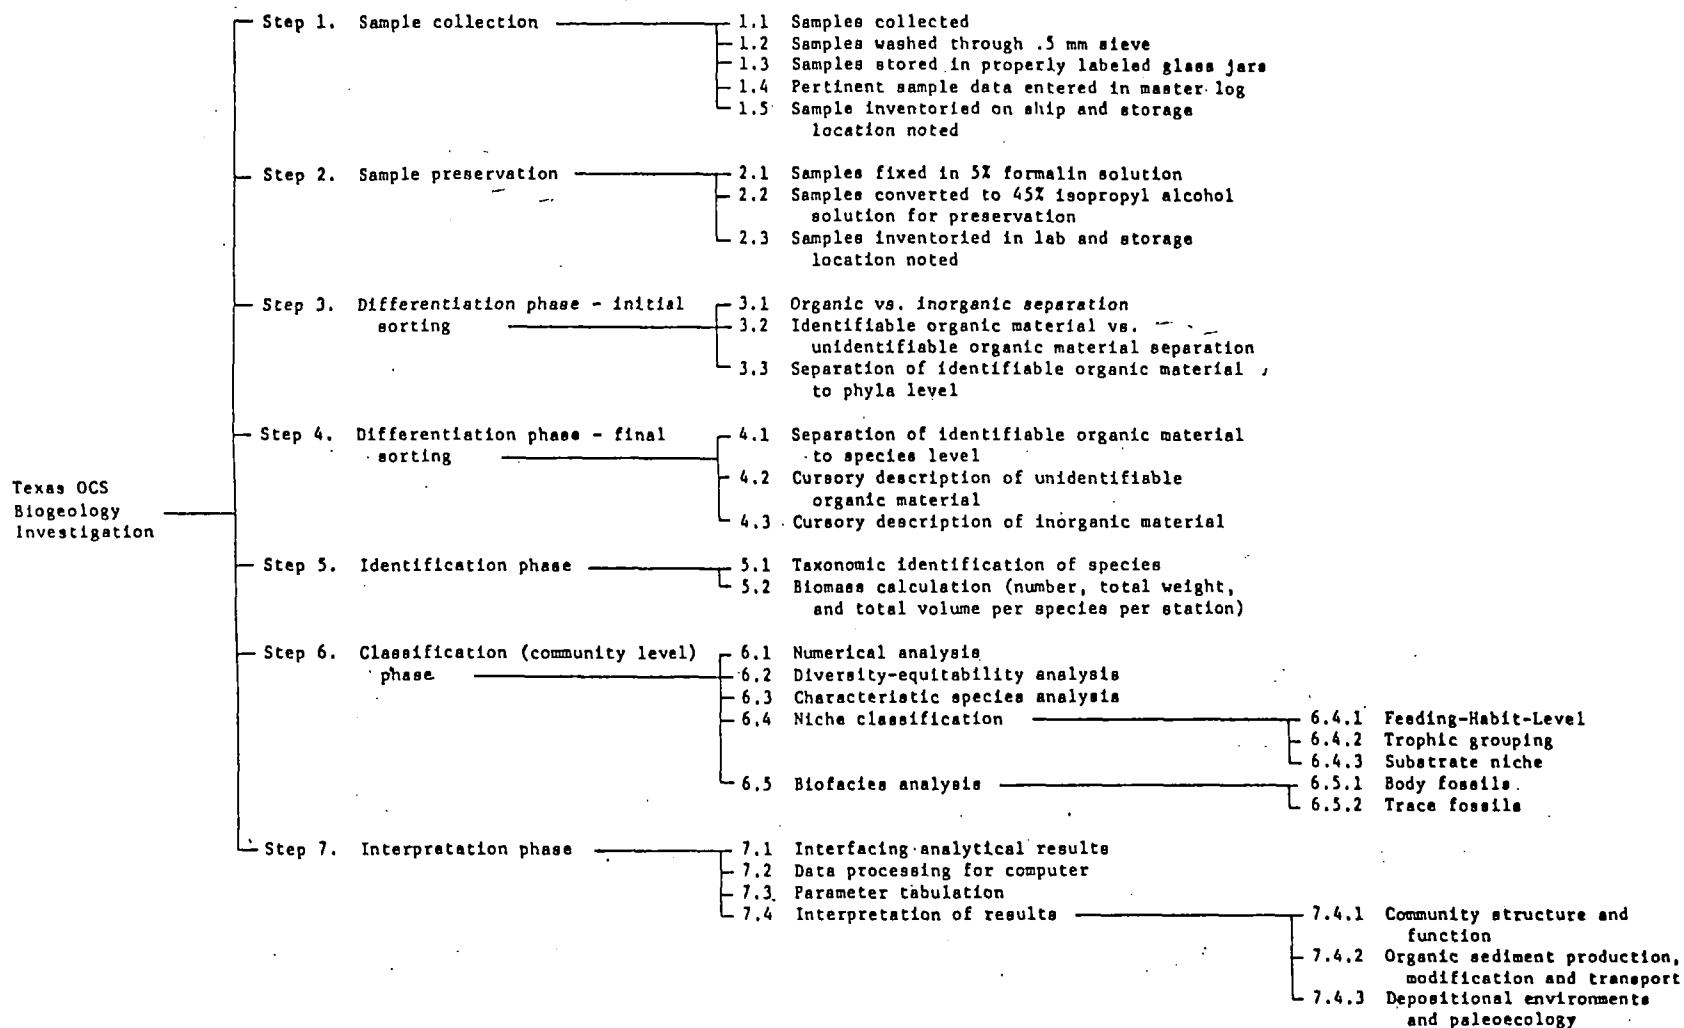 Step 1. Sample collection
1.1 Samples collected
1.2 Samples washed through .5 mm sieve
1.3 Samples stored in properly labeled glass jars
1.4 Pertinent sample data entered in master log
1.5 Sample inventoried on ship and storage
location noted
Step 2. Sample preservation
2.1 Samples fixed in 5% formalin solution
2.2 Samples converted to 45% isopropyl alcohol
solution for preservation
2.3 Samples inventoried in lab and storage
location noted
Step 3. Differentiation phase - initial
sorting
3.1 Organic vs. inorganic separation
3.2 Identifiable organic material vs.
unidentifiable organic material separation
3.3 Separation of identifiable organic material
to phyla level
Step 4. Differentiation phase - final
sorting
4.1 Separation of identifiable organic material
to species level
4.2 Cursory description of unidentifiable
organic material
4.3 Cursory description of inorganic material
Texas OCS
Biogeology
Investigation
Step 5. Identification phase
5.1 Taxonomic identification of species
5.2 Biomass calculation (number, total weight,
and total volume per species per station)
Step 6. Classification (community level)
phase
6.1 Numerical analysis
6.2 Diversity-equitability analysis
6.3 Characteristic species analysis
6.4 Niche classification
6.4.1 Feeding-Habit-Level
6.4.2 Trophic grouping
6.4.3 Substrate niche
6.5 Biofacies analysis
6.5.1 Body fossils
6.5.2 Trace fossils
Step 7. Interpretation phase
7.1 Interfacing analytical results
7.2 Data processing for computer
7.3 Parameter tabulation
7.4 Interpretation of results
7.4.1 Community structure and
function
7.4.2 Organic sediment production,
modification and transport
7.4.3 Depositional environments
and paleoecology